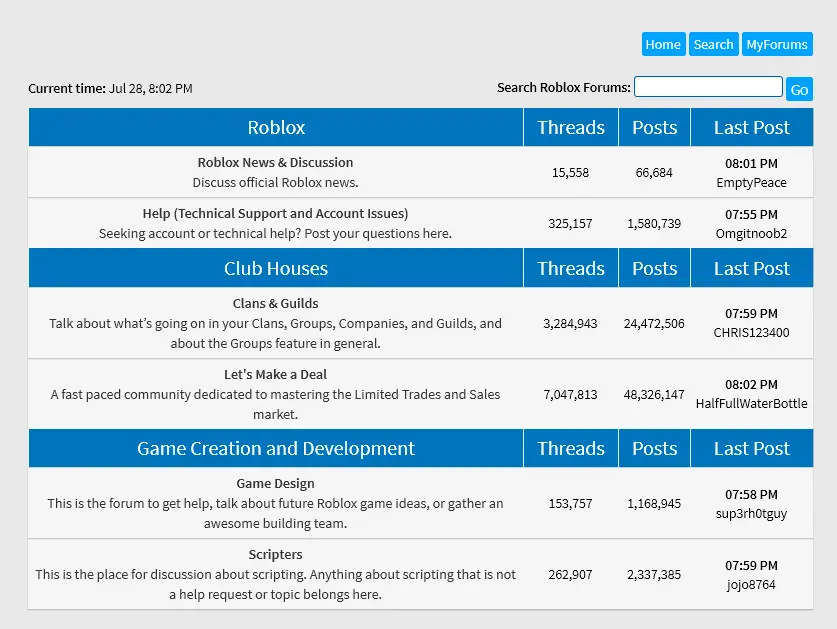 Home Search MyForums
Current time: Jul 28, 8:02 PM Search Roblox Forums: Go
Roblox Threads Posts Last Post
Roblox News & Discussion
Discuss official Roblox news.
15,558 66,684
08:01 PM
EmptyPeace
Help (Technical Support and Account Issues)
Seeking account or technical help? Post your questions here.
325,157 1,580,739
07:55 PM
Omgitnoob2
Club Houses Threads Posts Last Post
Clans & Guilds
Talk about what’s going on in your Clans, Groups, Companies, and Guilds, and
about the Groups feature in general.
3,284,943 24,472,506
07:59 PM
CHRIS123400
Let's Make a Deal
A fast paced community dedicated to mastering the Limited Trades and Sales
market.
7,047,813 48,326,147
08:02 PM
HalfFullWaterBottle
Game Creation and Development Threads Posts Last Post
Game Design
This is the forum to get help, talk about future Roblox game ideas, or gather an
awesome building team.
153,757 1,168,945
07:58 PM
sup3rh0tguy
Scripters
This is the place for discussion about scripting. Anything about scripting that is not
a help request or topic belongs here.
262,907 2,337,385
07:59 PM
jojo8764